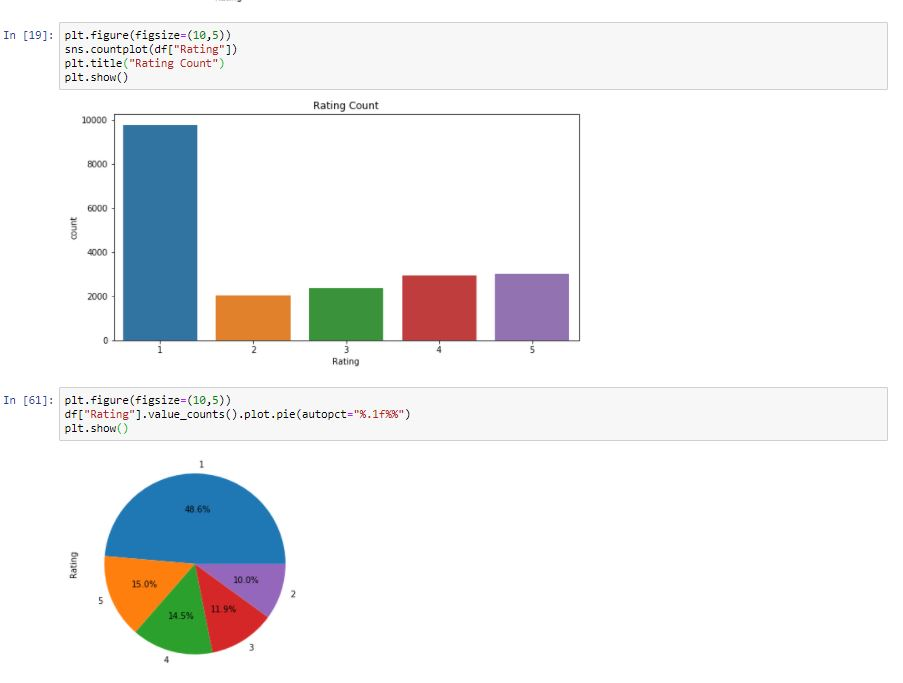 In [19]: plt.figure(figsize=(10,5))
sns.countplot(df["Rating"])
plt.title("Rating Count")
plt.show()
Rating Count
10000
8000
6000
4000
2000
0
count
1 2 3 4 5
Rating
In [61]: plt.figure(figsize=(10,5))
df["Rating"].value_counts().plot.pie(autopct="%.1f%%")
plt.show()
1
48.6%
Rating
15.0% 10.0%
5 2
14.5% 11.9%
3
4